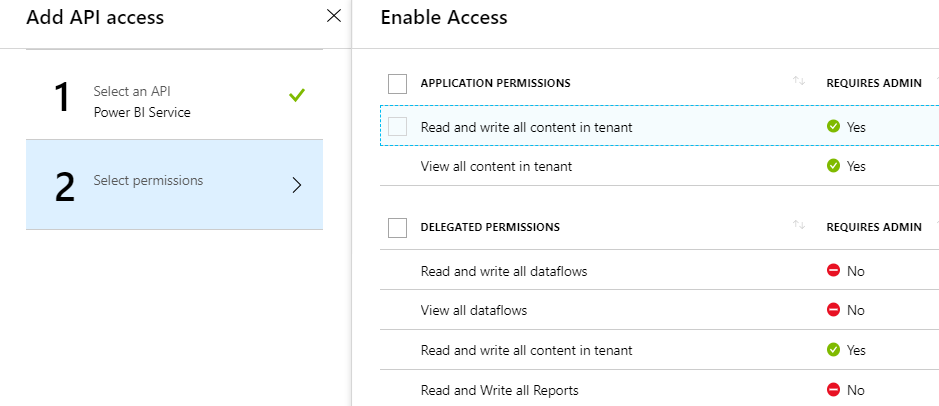 Add API access
1
Select an API
Power BI Service
2
Select permissions
Enable Access
APPLICATION PERMISSIONS REQUIRES ADMIN
Read and write all content in tenant Yes
View all content in tenant Yes
DELEGATED PERMISSIONS REQUIRES ADMIN
Read and write all dataflows No
View all dataflows No
Read and write all content in tenant Yes
Read and Write all Reports No